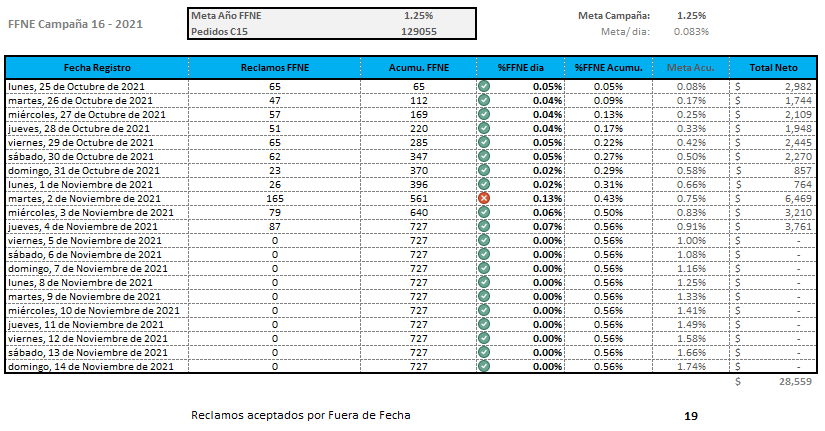 FFNE Campaña 16 - 2021
Meta Año FFNE 1.25% Meta Campaña: 1.25%
Pedidos C15 129055 Meta/ dia: 0.083%
Fecha Registro Reclamos FFNE Acumu. FFNE %FFNE dia %FFNE Acumu. Meta Acu. Total Neto
lunes, 25 de Octubre de 2021 65 65 0.05% 0.05% 0.08% $ 2,982
martes, 26 de Octubre de 2021 47 112 0.04% 0.09% 0.17% $ 1,744
miércoles, 27 de Octubre de 2021 57 169 0.04% 0.13% 0.25% $ 2,109
jueves, 28 de Octubre de 2021 51 220 0.04% 0.17% 0.33% $ 1,948
viernes, 29 de Octubre de 2021 65 285 0.05% 0.22% 0.42% $ 2,445
sábado, 30 de Octubre de 2021 62 347 0.05% 0.27% 0.50% $ 2,270
domingo, 31 de Octubre de 2021 23 370 0.02% 0.29% 0.58% $ 857
lunes, 1 de Noviembre de 2021 26 396 0.02% 0.31% 0.66% $ 764
martes, 2 de Noviembre de 2021 165 561 0.13% 0.43% 0.75% $ 6,469
miércoles, 3 de Noviembre de 2021 79 640 0.06% 0.50% 0.83% $ 3,210
jueves, 4 de Noviembre de 2021 87 727 0.07% 0.56% 0.91% $ 3,761
viernes, 5 de Noviembre de 2021 0 727 0.00% 0.56% 1.00% $ -
sábado, 6 de Noviembre de 2021 0 727 0.00% 0.56% 1.08% $ -
domingo, 7 de Noviembre de 2021 0 727 0.00% 0.56% 1.16% $ -
lunes, 8 de Noviembre de 2021 0 727 0.00% 0.56% 1.25% $ -
martes, 9 de Noviembre de 2021 0 727 0.00% 0.56% 1.33% $ -
miércoles, 10 de Noviembre de 2021 0 727 0.00% 0.56% 1.41% $ -
jueves, 11 de Noviembre de 2021 0 727 0.00% 0.56% 1.49% $ -
viernes, 12 de Noviembre de 2021 0 727 0.00% 0.56% 1.58% $ -
sábado, 13 de Noviembre de 2021 0 727 0.00% 0.56% 1.66% $ -
domingo, 14 de Noviembre de 2021 0 727 0.00% 0.56% 1.74% $ -
$ 28,559
Reclamos aceptados por Fuera de Fecha 19